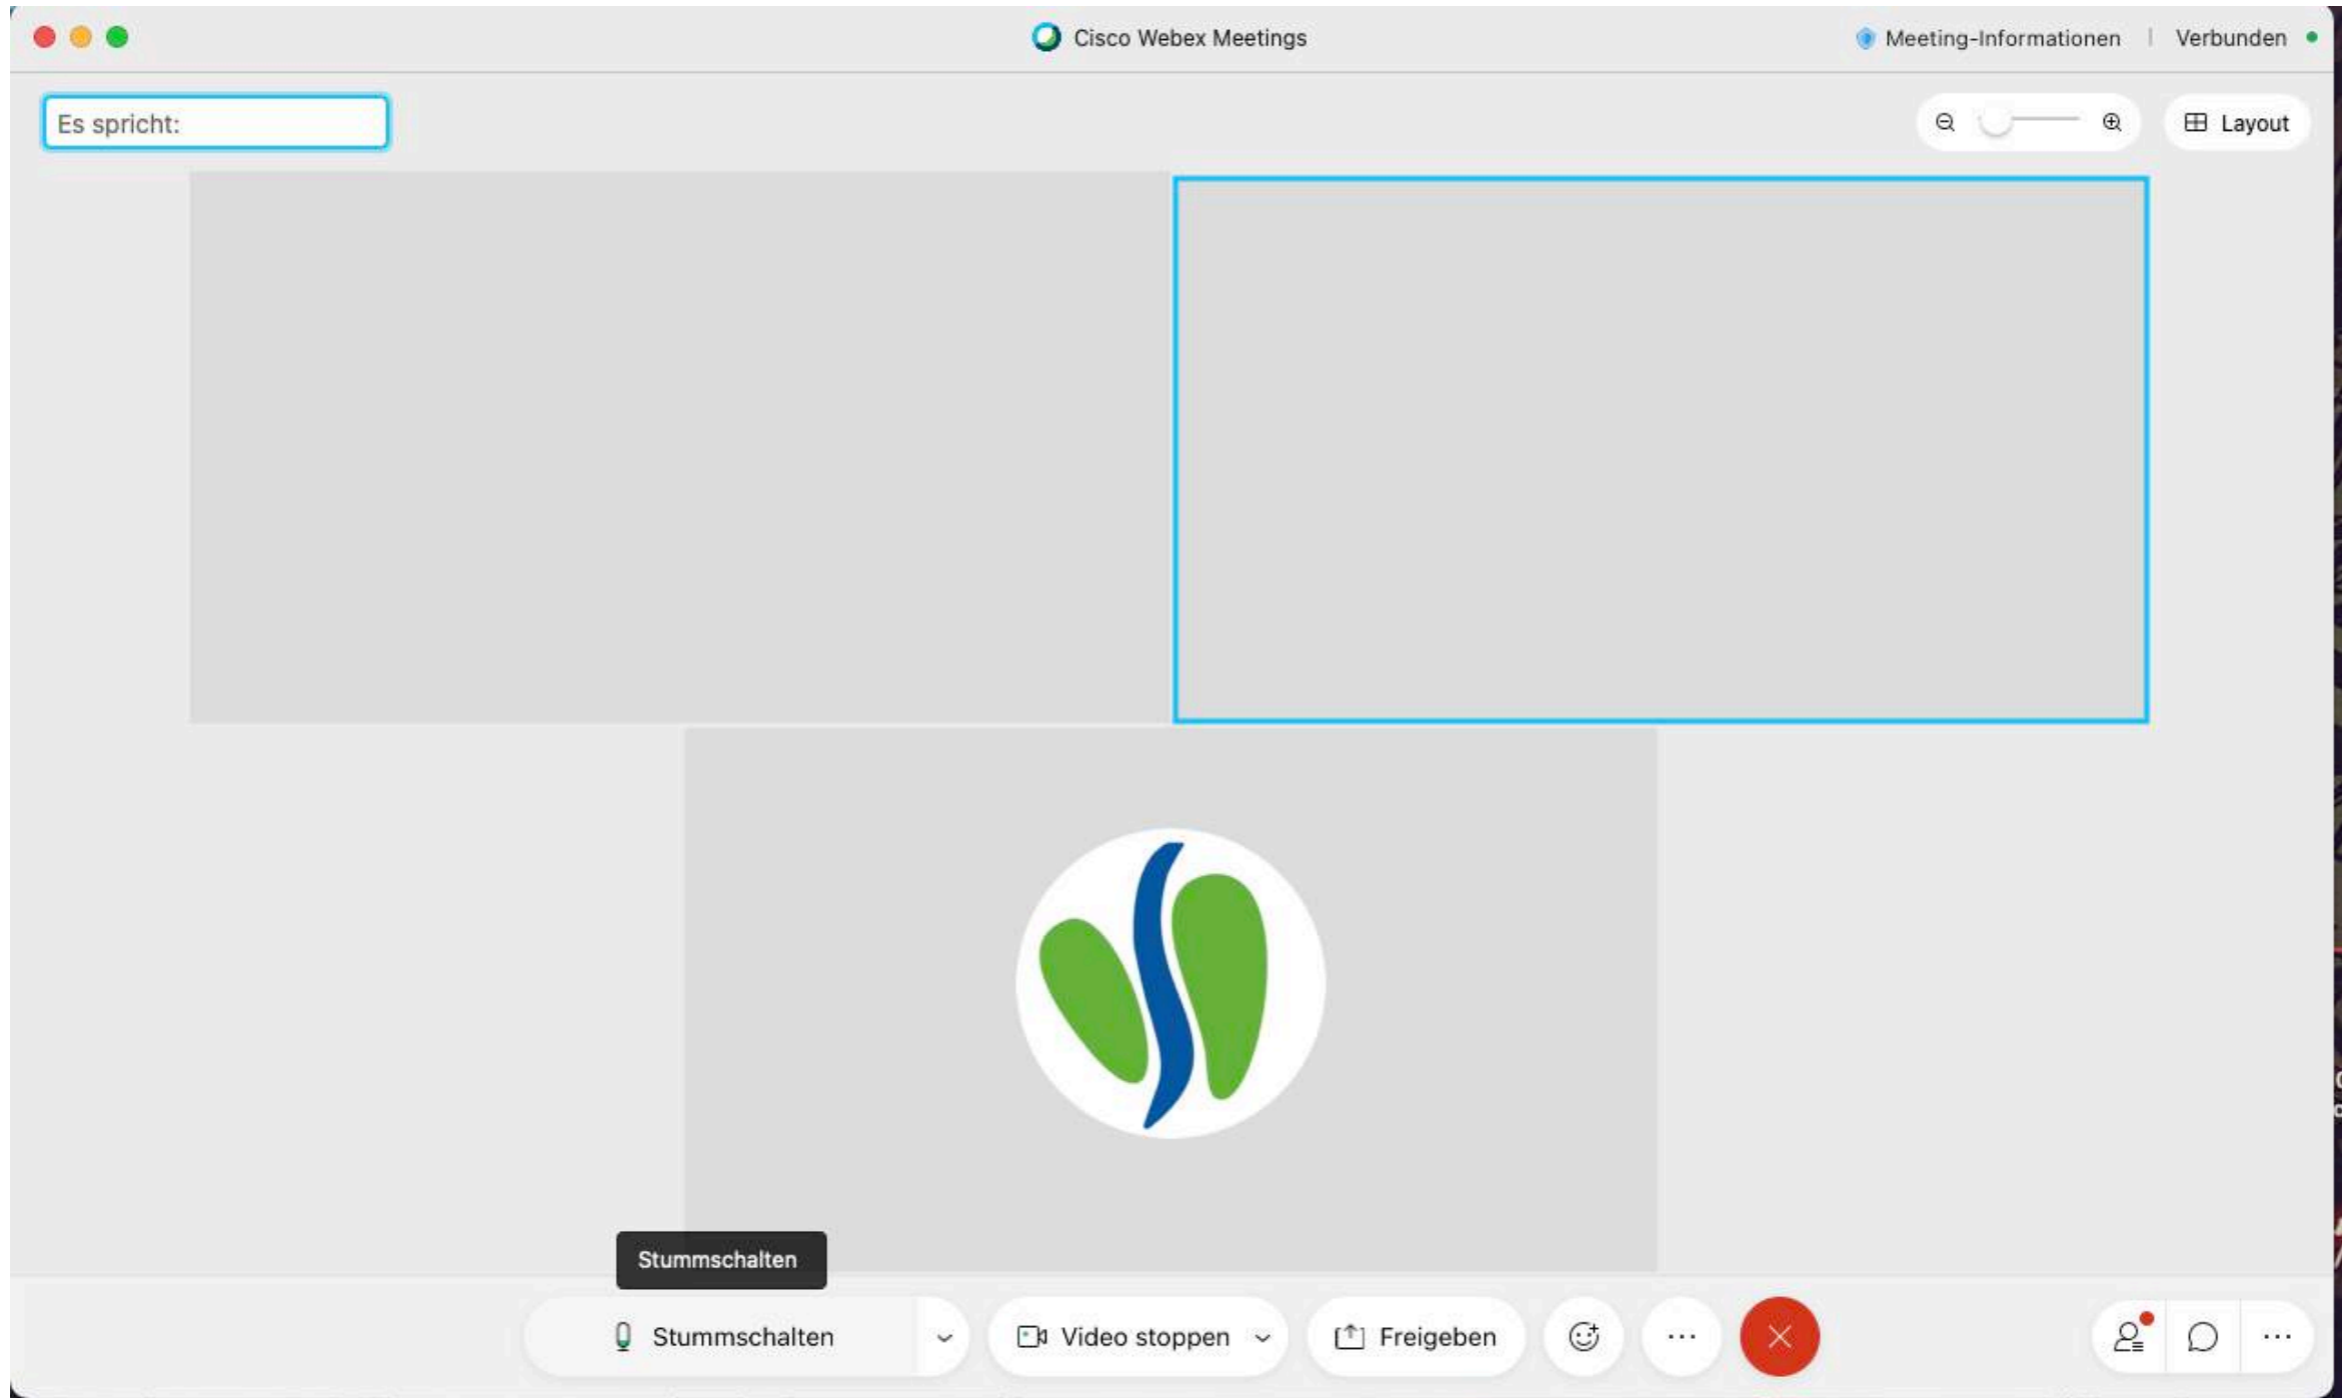 Cisco Webex Meetings
Meeting-Informationen | Verbunden
Es spricht:
Layout
Stummschalten
Stummschalten
Video stoppen
Freigeben